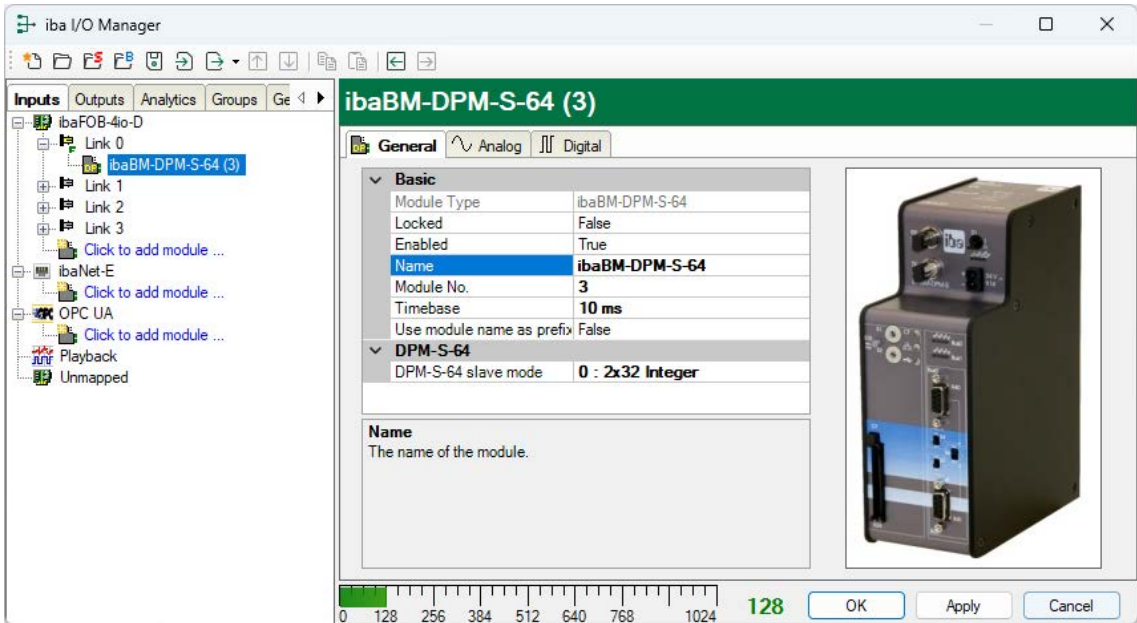 iba I/O Manager
Inputs Outputs Analytics Groups Ge
ibaBM-DPM-S-64 (3)
ibaFOB-4io-D
Link 0
ibaBM-DPM-S-64 (3)
Link 1
Link 2
Link 3
Click to add module ...
ibaNet-E
Click to add module ...
OPC UA
Click to add module ...
Playback
Unmapped
General Analog Digital
Basic
Module Type ibaBM-DPM-S-64
Locked False
Enabled True
Name ibaBM-DPM-S-64
Module No. 3
Timebase 10 ms
Use module name as prefix False
DPM-S-64
DPM-S-64 slave mode 0 : 2x32 Integer
Name
The name of the module.
iba
0 128 256 384 512 640 768 1024
128
OK Apply Cancel